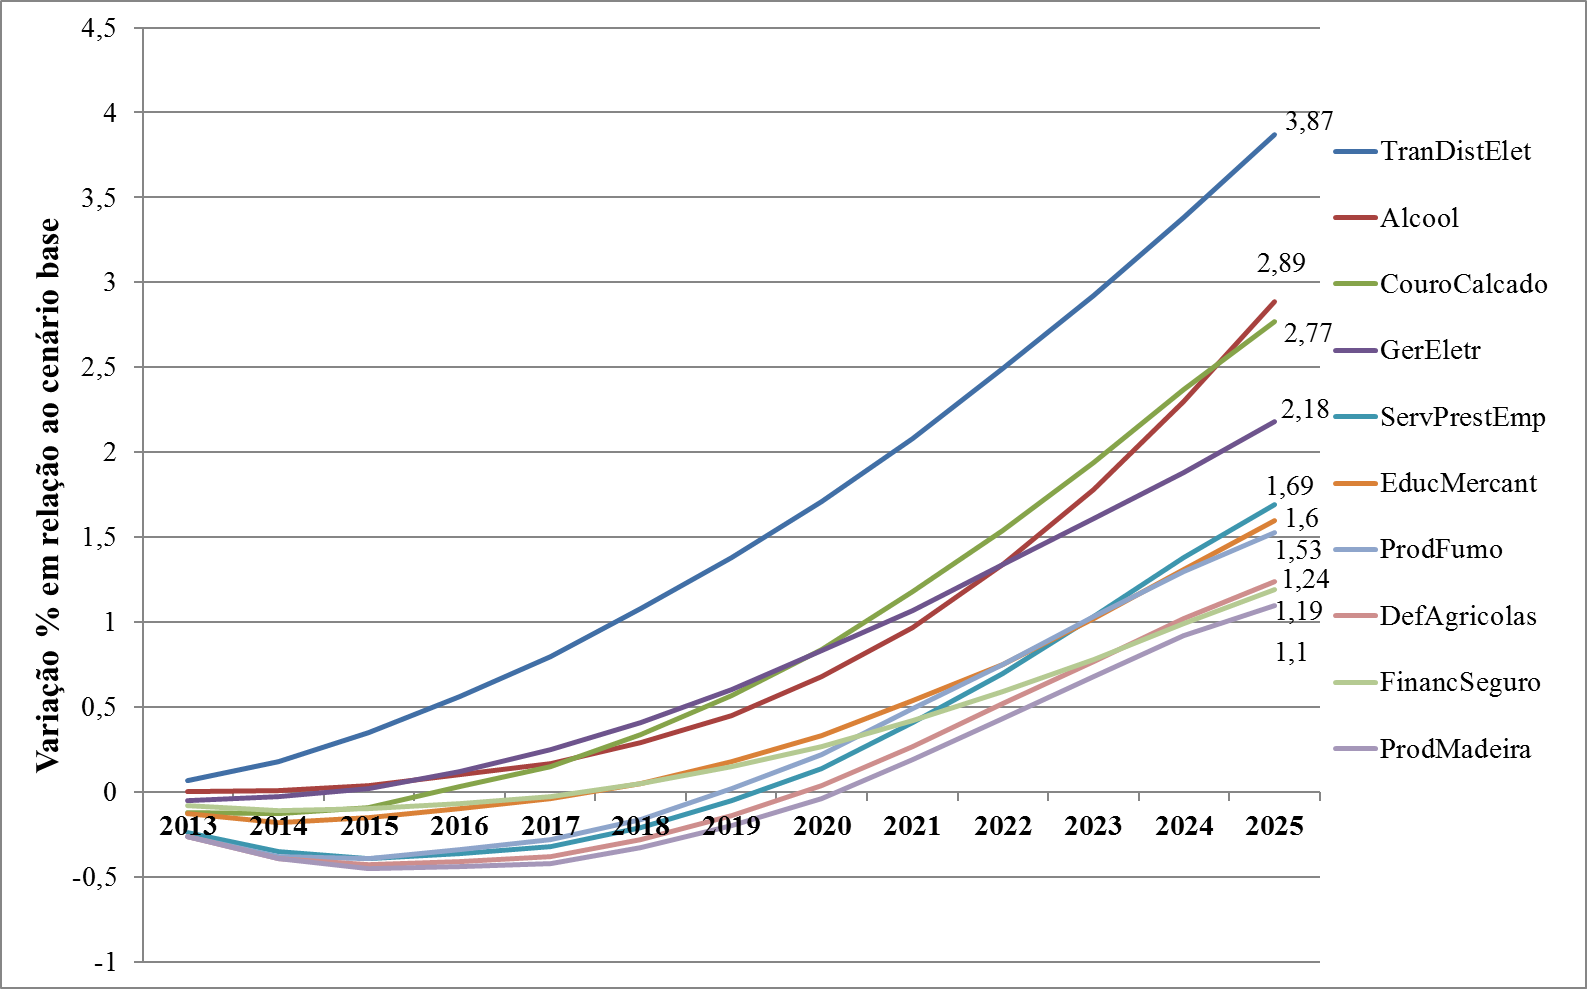 4,5
4
3,5
3
2,5
2
1,5
1
0,5
0
-0,5
-1
Variação % em relação ao cenário base
2013 2014 2015 2016 2017 2018 2019 2020 2021 2022 2023 2024 2025
3,87
2,89
2,77
2,18
1,69
1,6
1,53
1,24
1,19
1,1
TranDistElet
Alcool
CouroCalcado
GerEletr
ServPrestEmp
EducMercant
ProdFumo
DefAgricolas
FinancSeguro
ProdMadeira